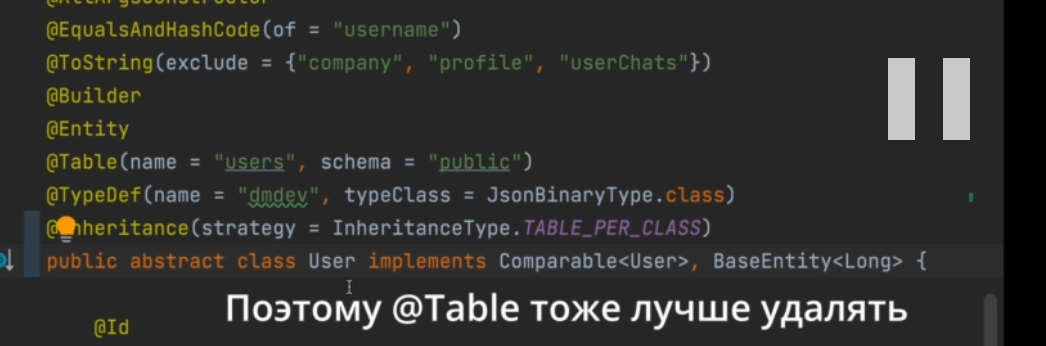 @AllArgsConstructor
@EqualsAndHashCode(of = "username")
@ToString(exclude = {"company", "profile", "userChats"})
@Builder
@Entity
@Table(name = "users", schema = "public")
@TypeDef(name = "dmdev", typeClass = JsonBinaryType.class)
@Inheritance(strategy = InheritanceType.TABLE_PER_CLASS)
public abstract class User implements Comparable<User>, BaseEntity<Long> {
Поэтому @Table тоже лучше удалять
@Id